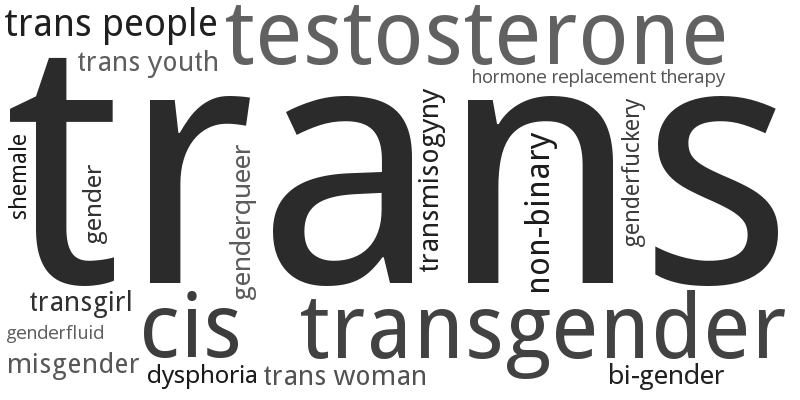 trans people
testosterone
trans youth
hormone replacement therapy
trans
shemale
gender
genderqueer
transmisogyny
non-binary
genderfuckery
transgirl
cis
transgender
genderfluid
misgender
dysphoria
trans woman
bi-gender